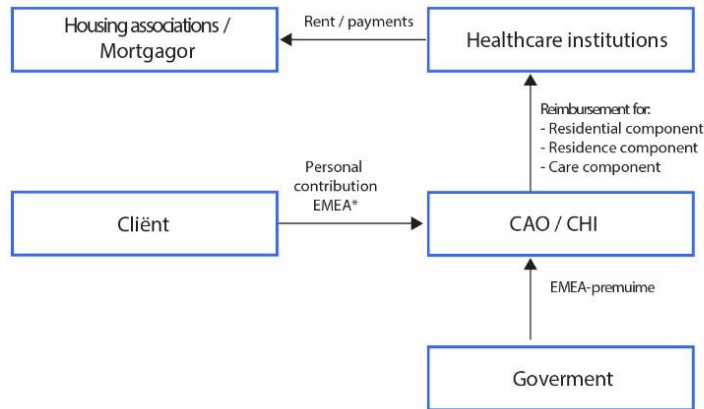 Housing associations /
Mortgagor
Rent / payments
Healthcare institutions
Reimbursement for:
- Residential component
- Residence component
- Care component
Personal
contribution
EMEA*
Cliënt
CAO / CHI
EMEA-premuime
Goverment